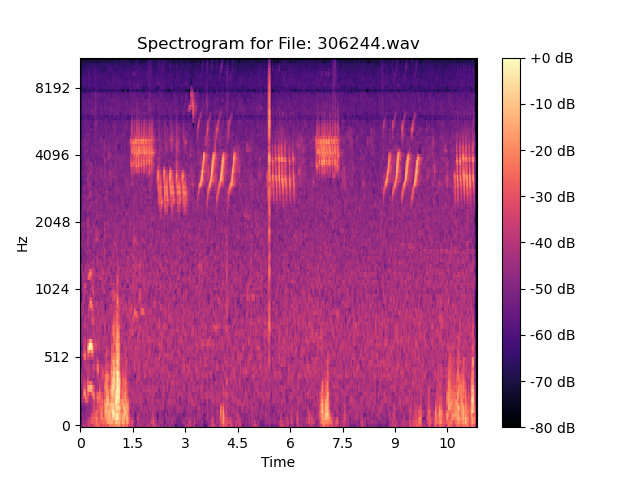 Spectrogram for File: 306244.wav
8192
4096
2048
1024
512
0
Hz
0 1.5 3 4.5 6 7.5 9 10
Time
+0 dB
-10 dB
-20 dB
-30 dB
-40 dB
-50 dB
-60 dB
-70 dB
-80 dB